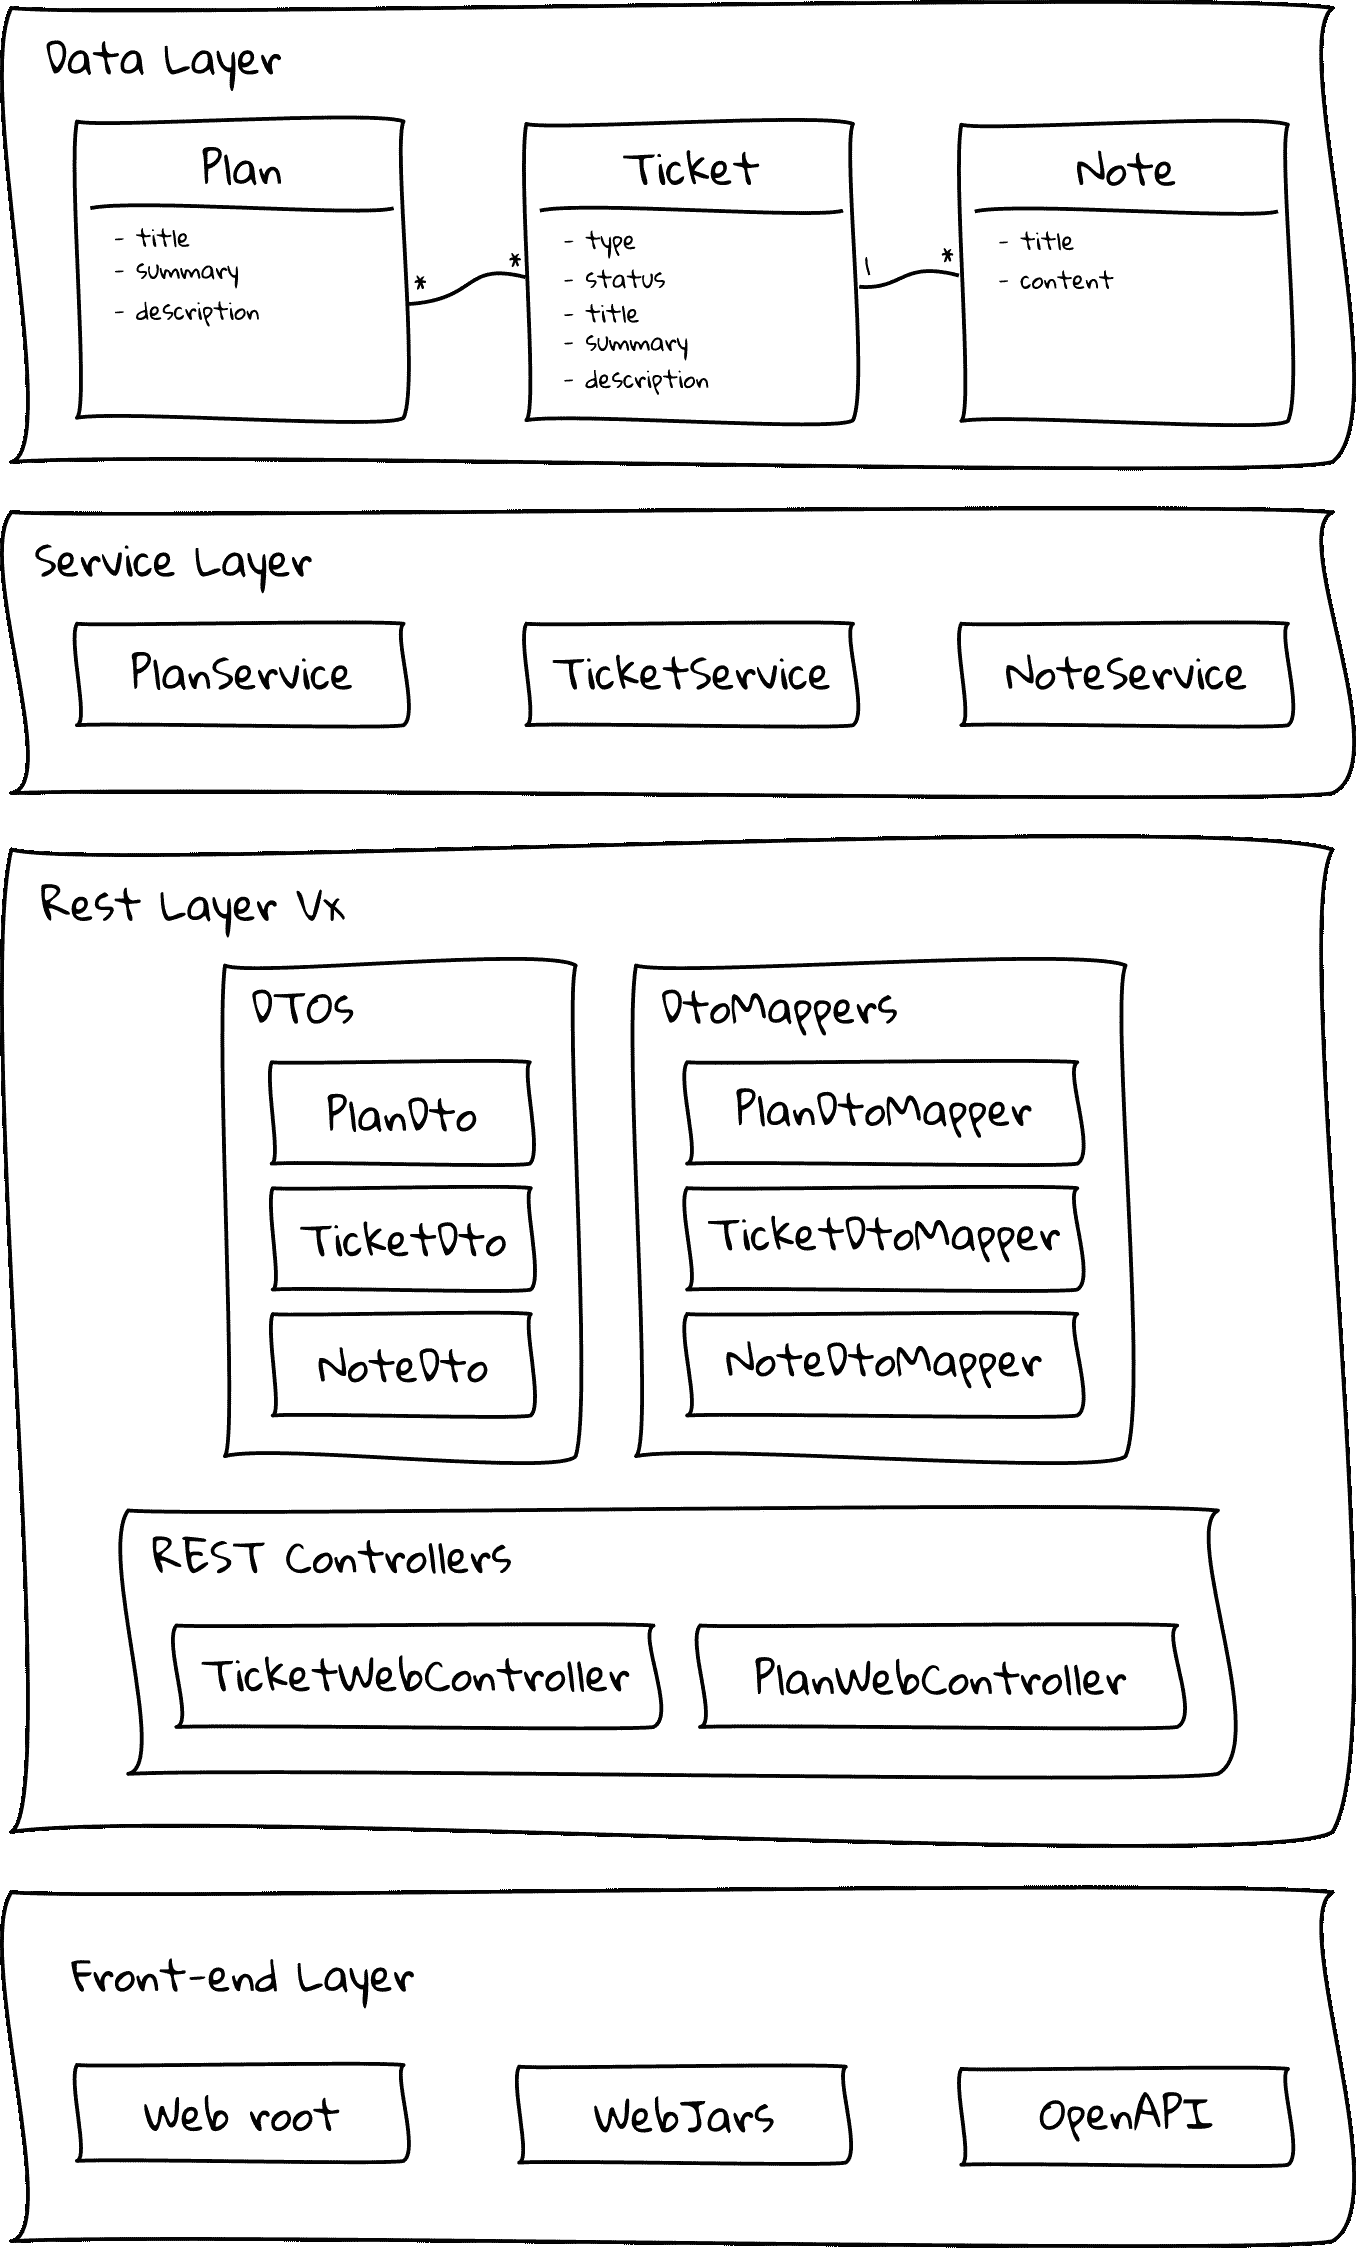 Data Layer
Plan
- title
- summary
- description
* *
Ticket
- type
- status
- title
- summary
- description
1 *
Note
- title
- content
Service Layer
PlanService
TicketService
NoteService
Rest Layer Vx
DTOs
PlanDto
TicketDto
NoteDto
DtoMappers
PlanDtoMapper
TicketDtoMapper
NoteDtoMapper
REST Controllers
TicketWebController
PlanWebController
Front-end Layer
Web root
WebJars
OpenAPI